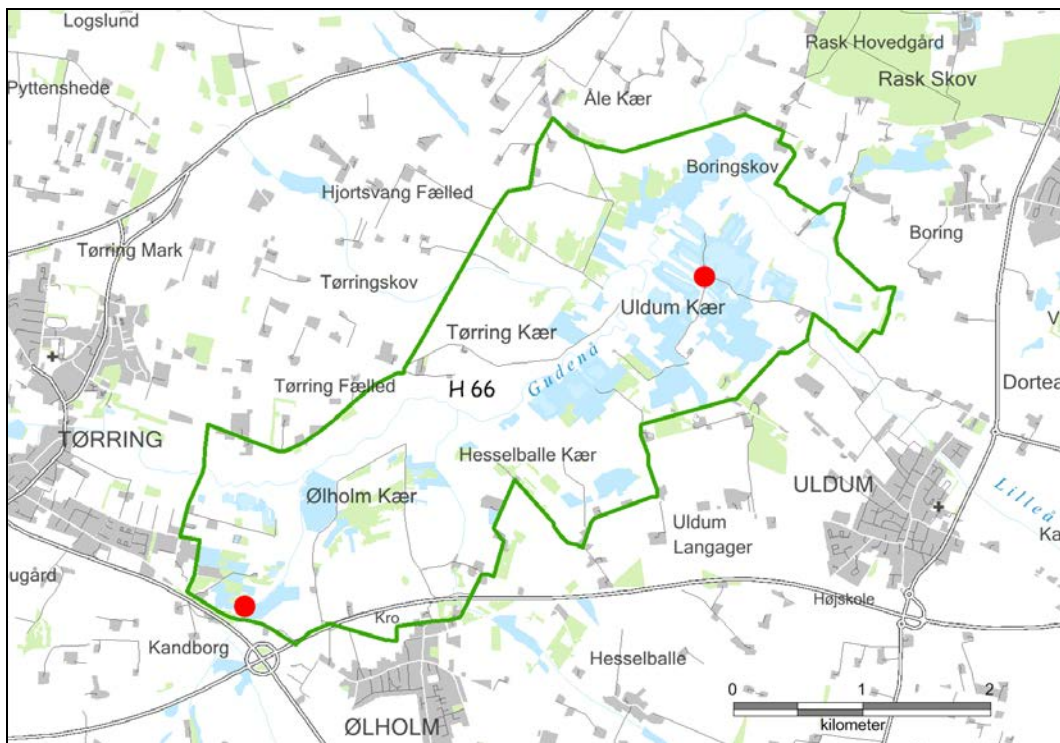 Logslund
Rask Hovedgård
Rask Skov
Pyttenshede
Åle Kær
Boringskov
Hjortsvang Fælled
Boring
Tørring Mark
Tørringskov
Uldum Kær
Tørring Kær
Gudenå
Tørring Fælled
H 66
Dortea
TØRRING
Hesselballe Kær
ULDUM
Ølholm Kær
Lilleå
Uldum
Langager
Ka
ugård
Højskole
Kro
Kandborg
Hesselballe
0 1 2
kilometer
ØLHOLM